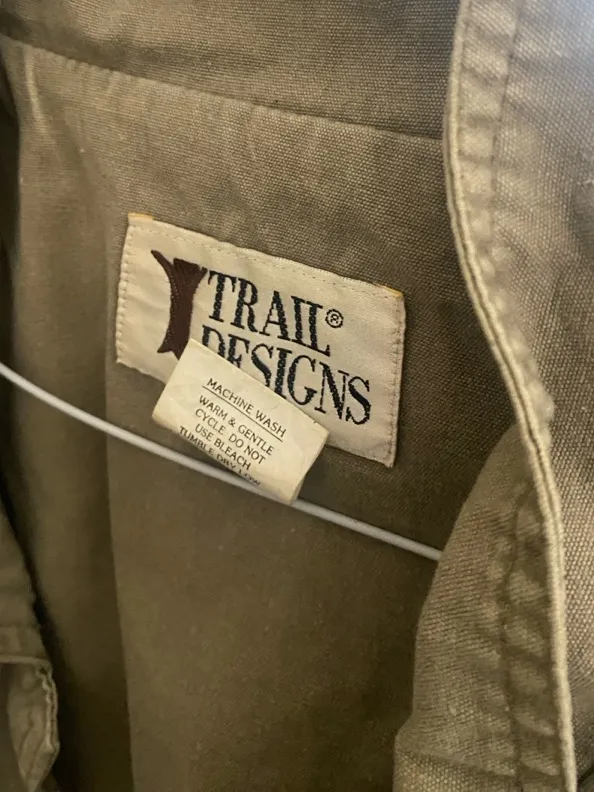 TRAIL®
DESIGNS
MACHINE WASH
WARM & GENTLE
CYCLE. DO NOT
USE BLEACH
TUMBLE DRY LOW